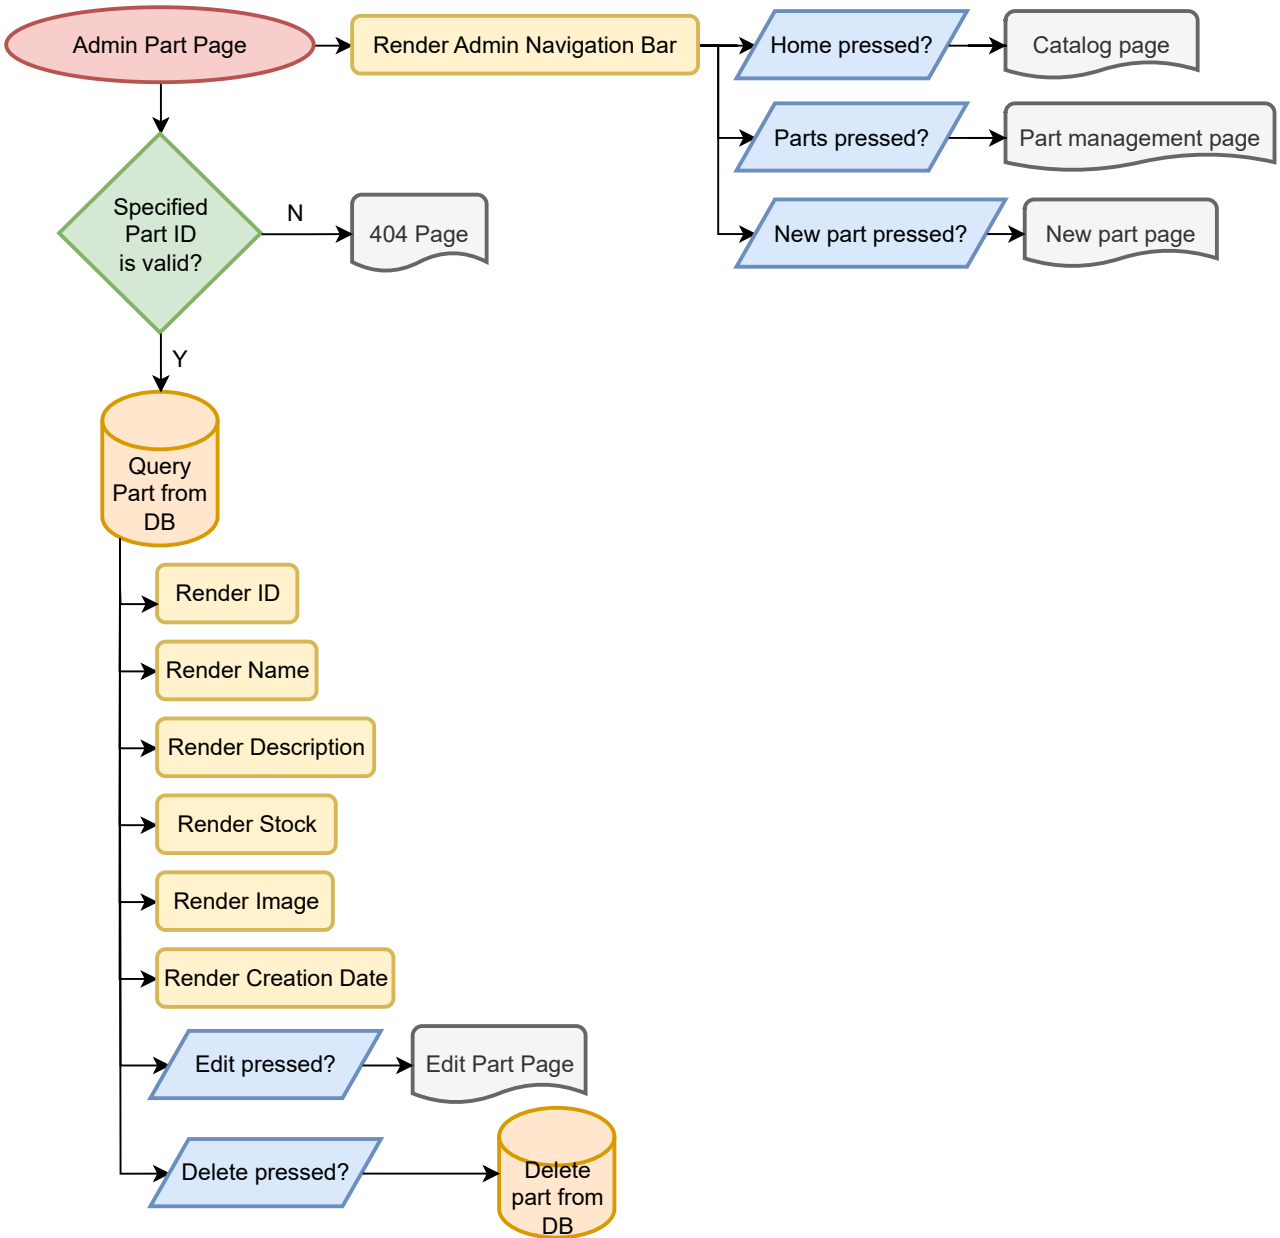 Admin Part Page
Render Admin Navigation Bar
Home pressed?
Catalog page
Parts pressed?
Part management page
New part pressed?
New part page
Specified
Part ID
is valid?
N
404 Page
Y
Query
Part from
DB
Render ID
Render Name
Render Description
Render Stock
Render Image
Render Creation Date
Edit pressed?
Edit Part Page
Delete pressed?
Delete
part from
DB